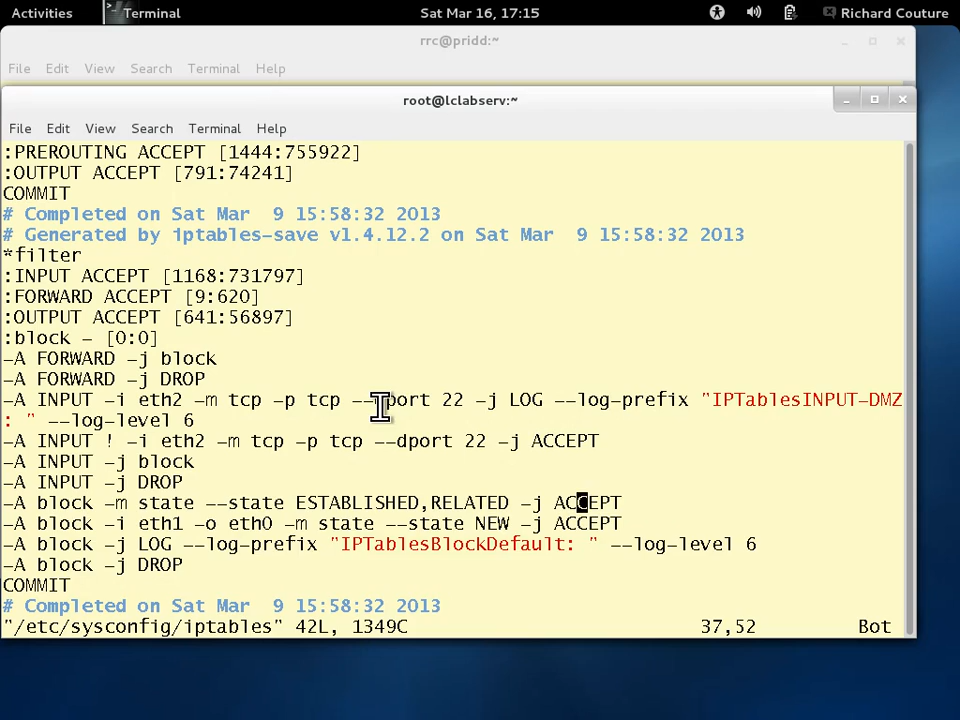 Activities Terminal Sat Mar 16, 17:15 Richard Couture
rrc@pridd:~
File Edit View Search Terminal Help
root@lclabserv:~
File Edit View Search Terminal Help
:PREROUTING ACCEPT [1444:755922]
:OUTPUT ACCEPT [791:74241]
COMMIT
# Completed on Sat Mar  9 15:58:32 2013
# Generated by iptables-save v1.4.12.2 on Sat Mar  9 15:58:32 2013
*filter
:INPUT ACCEPT [1168:731797]
:FORWARD ACCEPT [9:620]
:OUTPUT ACCEPT [641:56897]
:block - [0:0]
-A FORWARD -j block
-A FORWARD -j DROP
-A INPUT -i eth2 -m tcp -p tcp --dport 22 -j LOG --log-prefix "IPTablesINPUT-DMZ
: " --log-level 6
-A INPUT ! -i eth2 -m tcp -p tcp --dport 22 -j ACCEPT
-A INPUT -j block
-A INPUT -j DROP
-A block -m state --state ESTABLISHED,RELATED -j ACCEPT
-A block -i eth1 -o eth0 -m state --state NEW -j ACCEPT
-A block -j LOG --log-prefix "IPTablesBlockDefault: " --log-level 6
-A block -j DROP
COMMIT
# Completed on Sat Mar  9 15:58:32 2013
"/etc/sysconfig/iptables" 42L, 1349C 37,52 Bot